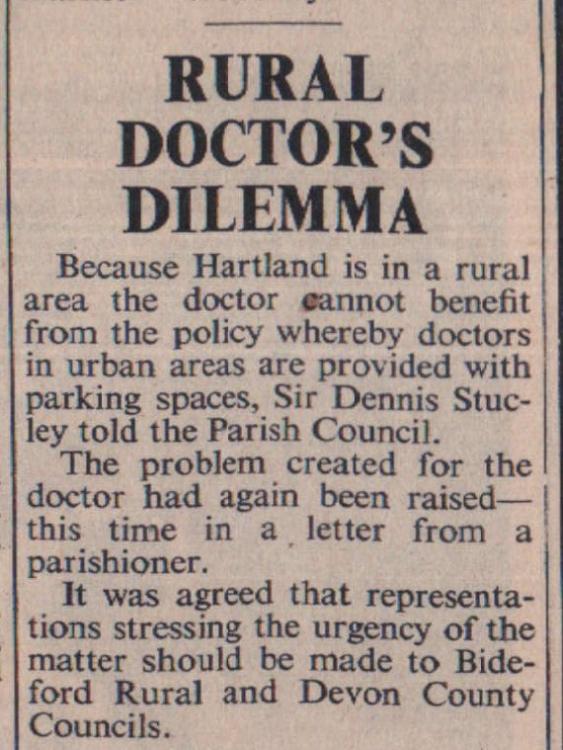 RURAL
DOCTOR'S
DILEMMA
Because Hartland is in a rural
area the doctor cannot benefit
from the policy whereby doctors
in urban areas are provided with
parking spaces, Sir Dennis Stuc-
ley told the Parish Council.
The problem created for the
doctor had again been raised—
this time in a letter from a
parishioner.
It was agreed that representa-
tions stressing the urgency of the
matter should be made to Bide-
ford Rural and Devon County
Councils.